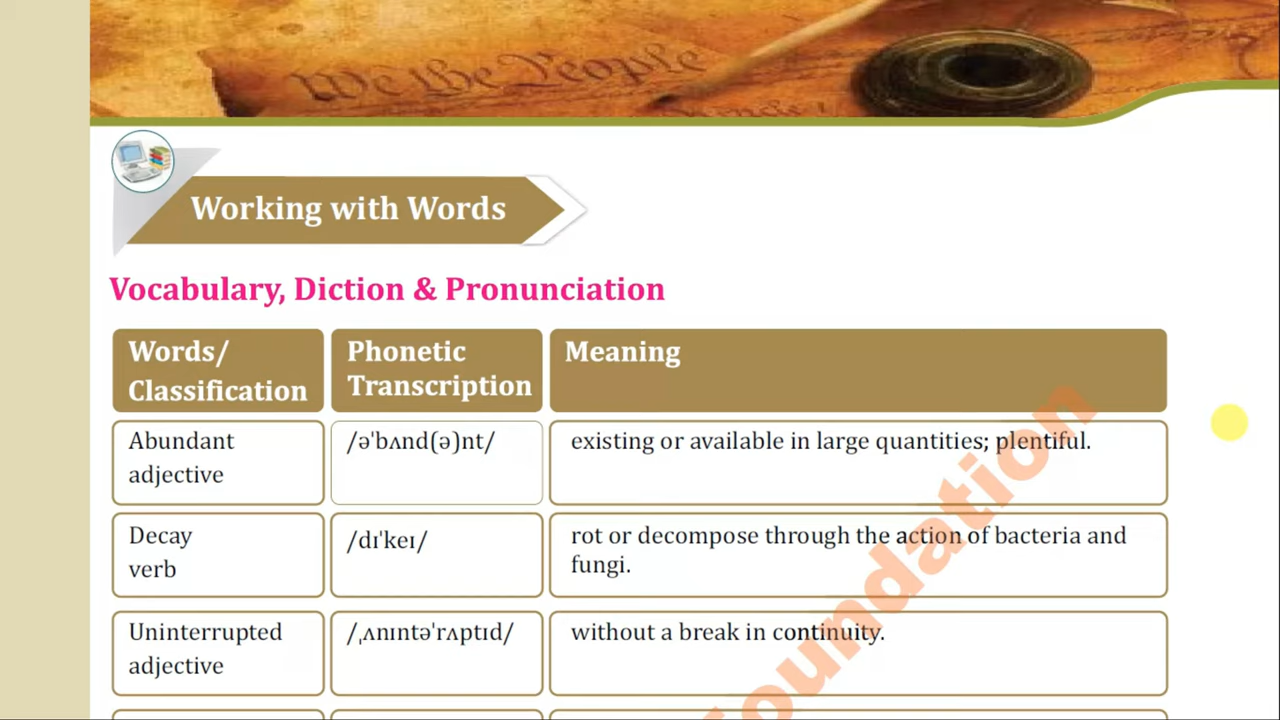 We the People
Working with Words
Vocabulary, Diction & Pronunciation
Words/
Classification
Phonetic
Transcription
Meaning
Abundant
adjective
/əˈbʌnd(ə)nt/
existing or available in large quantities; plentiful.
Decay
verb
/dɪˈkeɪ/
rot or decompose through the action of bacteria and
fungi.
Uninterrupted
adjective
/ˌʌnɪntəˈrʌptɪd/
without a break in continuity.
Foundation